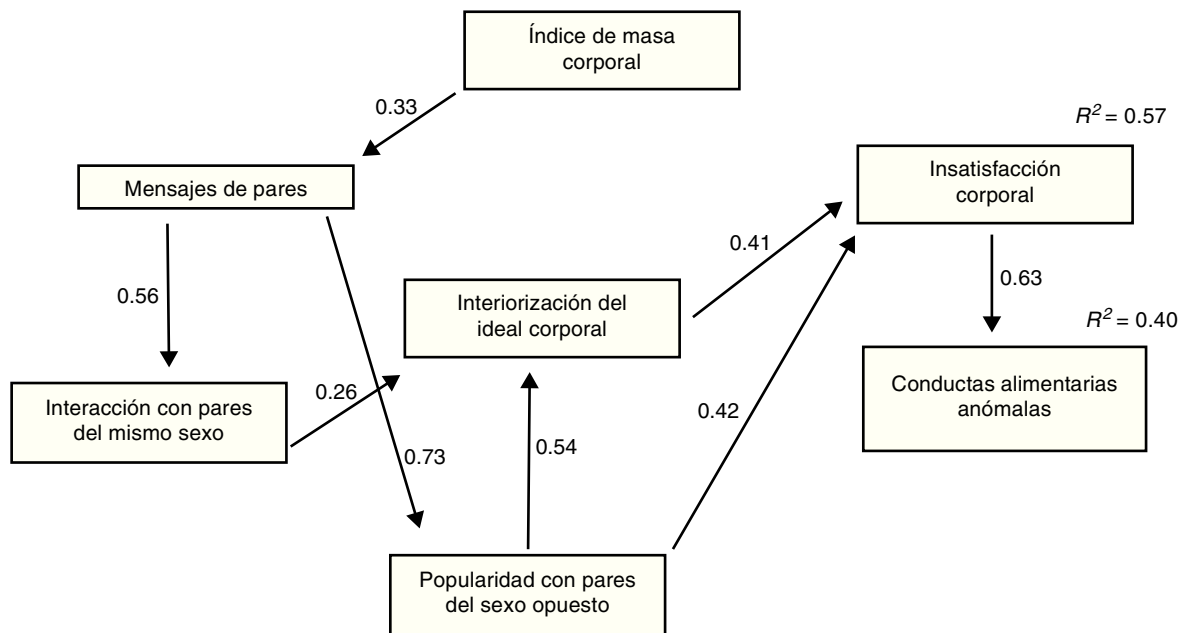 Índice de masa
corporal
0.33
R² = 0.57
Mensajes de pares
Insatisfacción
corporal
0.41
0.56
Interiorización del
ideal corporal
0.63
R² = 0.40
Interacción con pares
del mismo sexo
0.26
0.42
Conductas alimentarias
anómalas
0.73
0.54
Popularidad con pares
del sexo opuesto